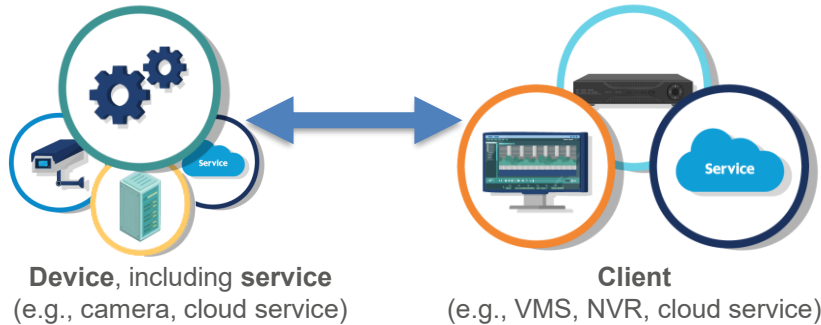 Service
Service
Device, including service
(e.g., camera, cloud service)
Client
(e.g., VMS, NVR, cloud service)